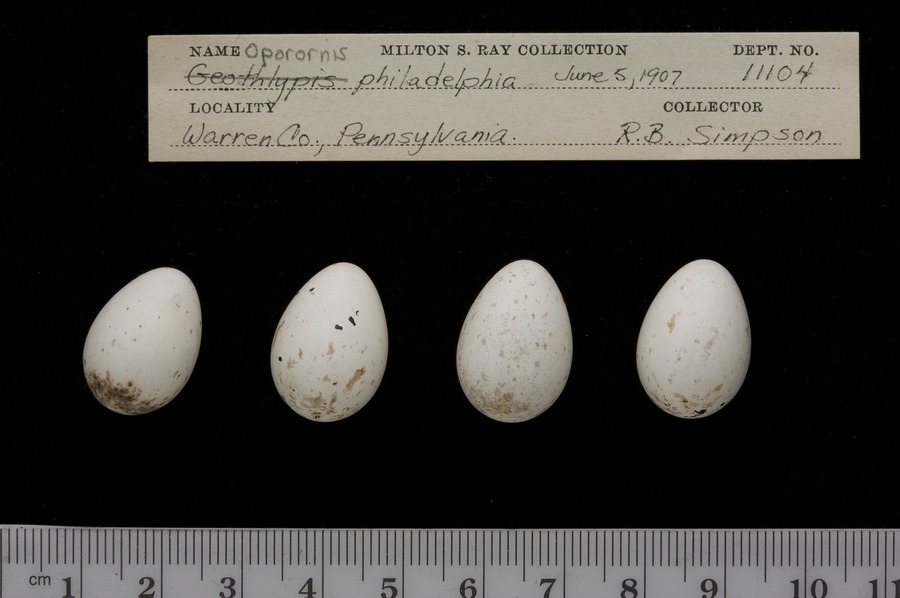 NAME Oporornis MILTON S. RAY COLLECTION DEPT. NO.
Geothlypis philadelphia June 5, 1907 11104
LOCALITY COLLECTOR
Warren Co., Pennsylvania. R.B. Simpson
cm 1 2 3 4 5 6 7 8 9 10 11